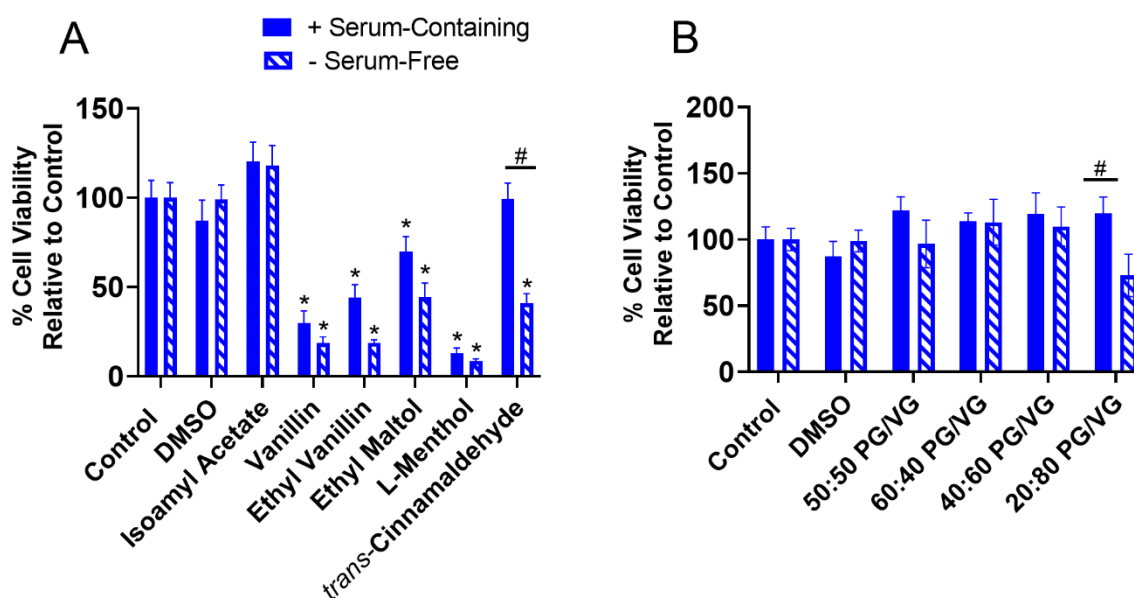 A
+ Serum-Containing
- Serum-Free
% Cell Viability
Relative to Control
150
100
50
0
*
*
*
*
*
*
*
*
#
*
Control
DMSO
Isoamyl Acetate
Vanillin
Ethyl Vanillin
Ethyl Maltol
L-Menthol
trans-Cinnamaldehyde
B
% Cell Viability
Relative to Control
200
150
100
50
0
#
Control
DMSO
50:50 PG/VG
60:40 PG/VG
40:60 PG/VG
20:80 PG/VG